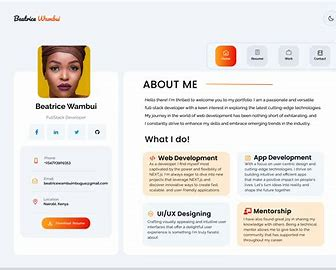 Beatrice Wambui
Home
Resume
Work
Contact
Beatrice Wambui
FullStack Developer
Phone
Email
beatricewambuimbugua@gmail.com
Location
Nairobi, Kenya
Download Resume
ABOUT ME
Hello there! I'm thrilled to welcome you to my portfolio. I am a passionate and versatile
full-stack developer with a keen interest in exploring the latest cutting-edge technologies.
My journey in the world of web development has been nothing short of exhilarating, and
I constantly strive to enhance my skills and embrace emerging trends in the industry.
What I do!
Web Development
As a developer I find myself most
captivated by the power and flexibility of
NEXT.js. I'm always eager to dive into
new projects that leverage NEXT.js and
discover innovative ways to create fast,
scalable, and user-friendly applications
App Development
With a focus on user-centric design and
cutting-edge technologies, I thrive on
building intuitive and efficient apps
that make a positive impact on people's
lives. Let's turn ideas into reality and
shape the future together.
UI/UX Designing
Crafting visually appealing and intuitive user
interfaces that offer a delightful user
experience is something I'm truly fanatic
about
Mentorship
I have also found great joy in sharing my
knowledge with others. Being a technical
mentor allows me to give back to the community
that has supported me throughout
my career